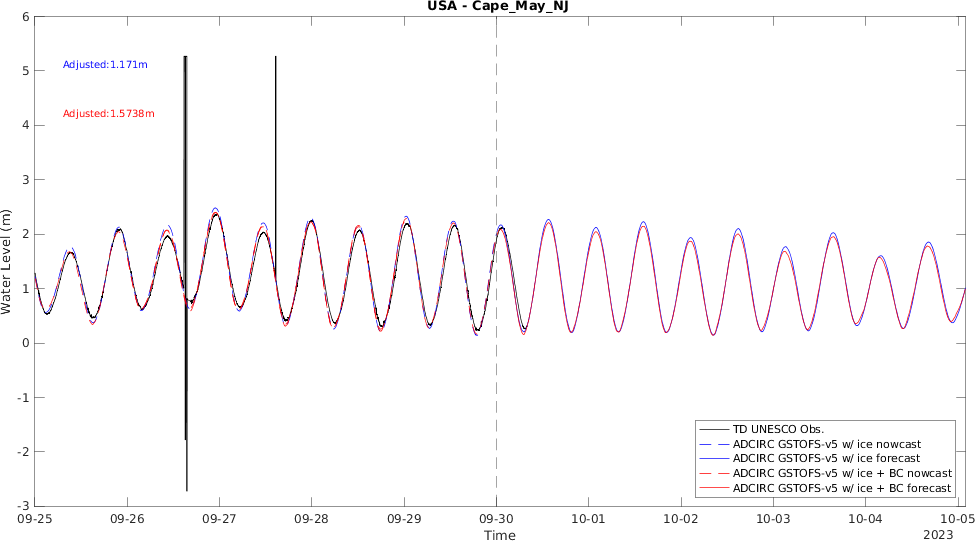 USA - Cape_May_NJ
6
5
4
3
2
1
0
-1
-2
-3
Water Level (m)
Adjusted:1.171m
Adjusted:1.5738m
TD UNESCO Obs.
ADCIRC GSTOFS-v5 w/ ice nowcast
ADCIRC GSTOFS-v5 w/ ice forecast
ADCIRC GSTOFS-v5 w/ ice + BC nowcast
ADCIRC GSTOFS-v5 w/ ice + BC forecast
09-25 09-26 09-27 09-28 09-29 09-30 10-01 10-02 10-03 10-04 10-05
Time
2023